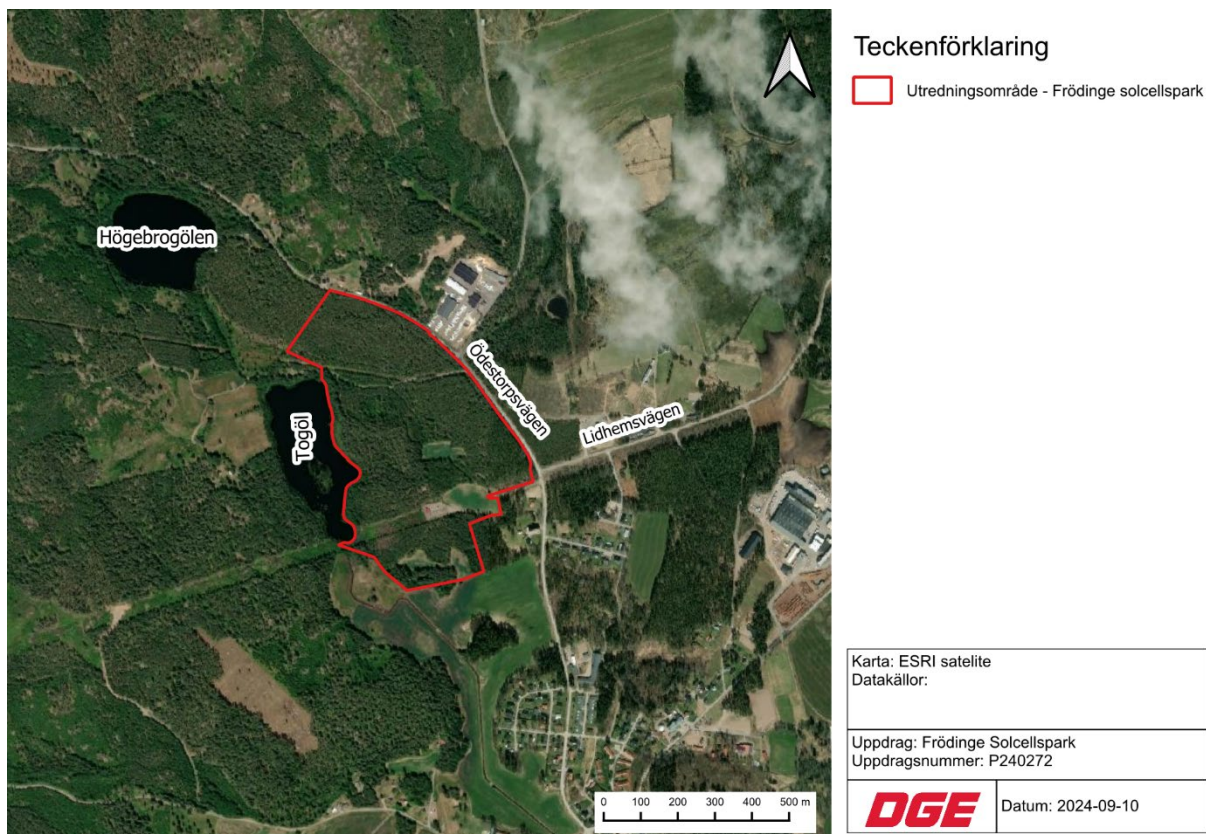 Teckenförklaring
Utredningsområde - Frödinge solcellspark
Högebrogölen
Ödestorpsvägen
Lidhemsvägen
Togöl
0 100 200 300 400 500 m
Karta: ESRI satelite
Datakällor:
Uppdrag: Frödinge Solcellspark
Uppdragsnummer: P240272
DGE
Datum: 2024-09-10